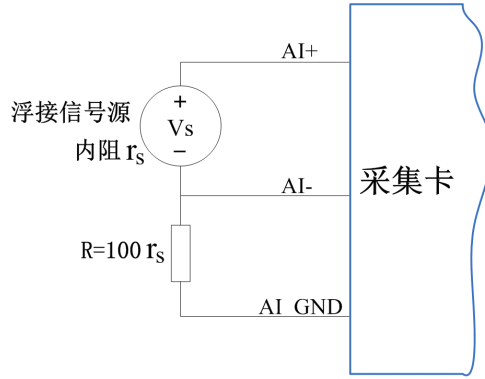 AI+
浮接信号源
+
Vs
内阻 rs
−
AI-
采集卡
R=100 rs
AI GND